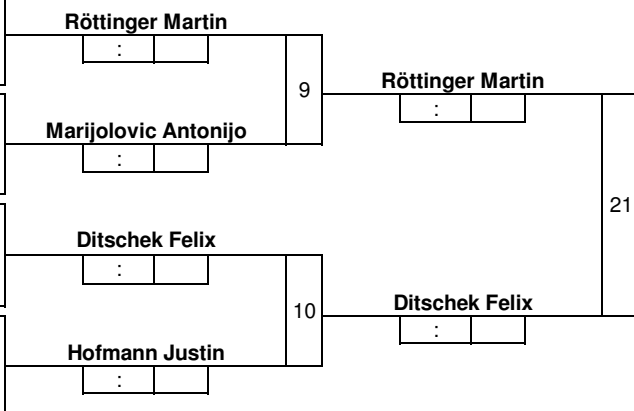 Röttinger Martin
:
9
Röttinger Martin
:
Marijolovic Antonijo
:
21
Ditschek Felix
:
10
Ditschek Felix
:
Hofmann Justin
: